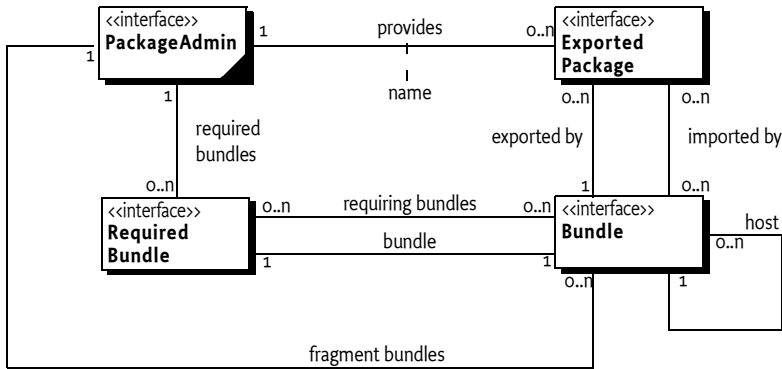 <<interface>>
PackageAdmin
1
provides
0..n
<<interface>>
Exported
Package
1
name
1
0..n
0..n
required
bundles
exported by
imported by
0..n
1
0..n
<<interface>>
Required
Bundle
0..n
requiring bundles
0..n
<<interface>>
Bundle
host
0..n
bundle
1
1
0..n
1
fragment bundles